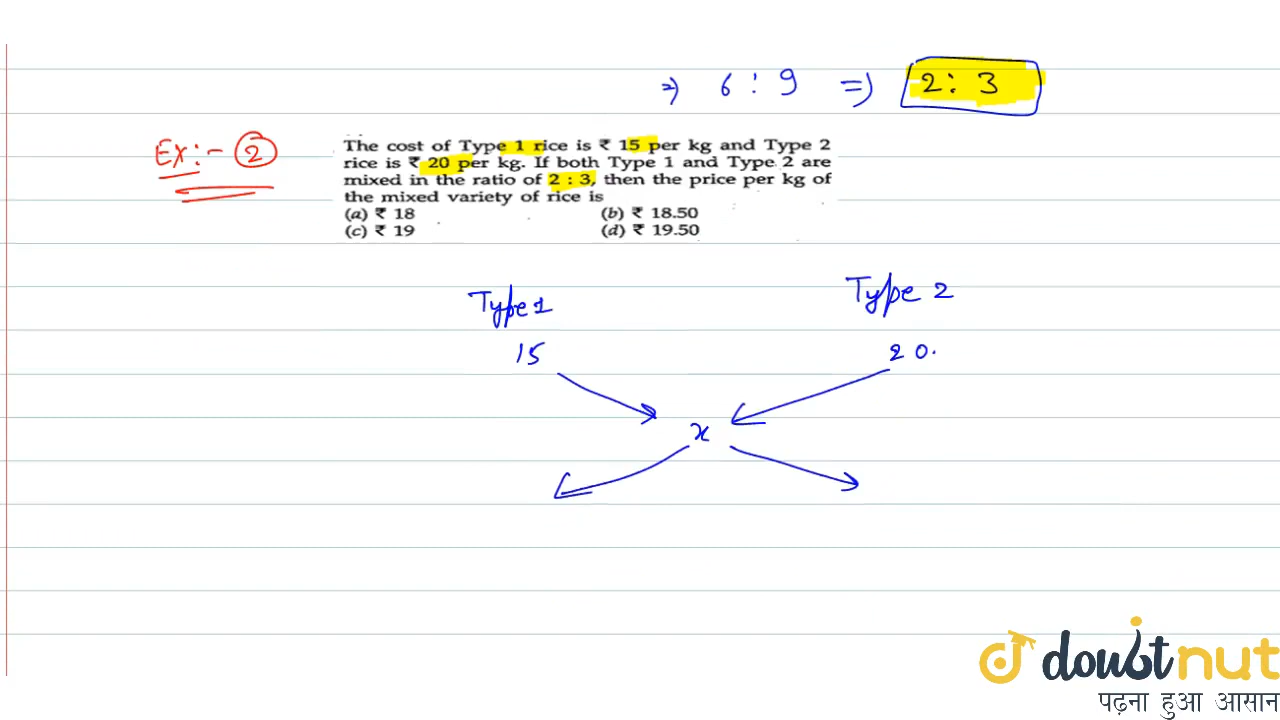 ⇒ 6 : 9 ⇒ 2 : 3
Ex:- 2
The cost of Type 1 rice is ₹ 15 per kg and Type 2
rice is ₹ 20 per kg. If both Type 1 and Type 2 are
mixed in the ratio of 2 : 3, then the price per kg of
the mixed variety of rice is
(a) ₹ 18 (b) ₹ 18.50
(c) ₹ 19 (d) ₹ 19.50
Type 1 Type 2
15 20.
x
doubtnut
पढ़ना हुआ आसान